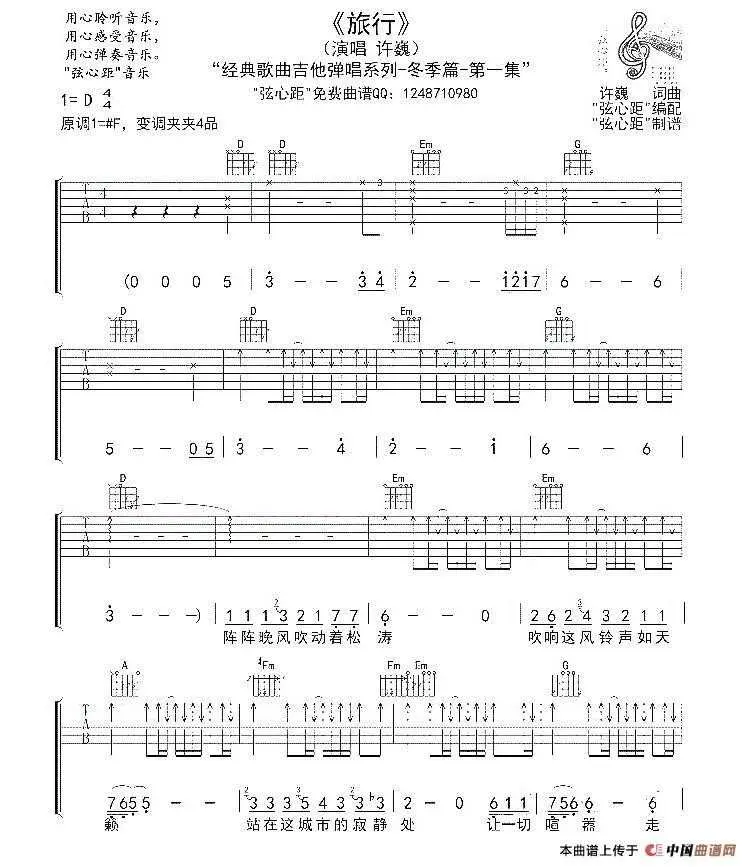 用心聆听音乐,
用心感受音乐,
用心弹奏音乐.
"弦心距"音乐
《旅行》
(演唱 许巍)
"经典歌曲吉他弹唱系列-冬季篇-第一集"
"弦心距"免费曲谱QQ: 1248710980
许巍 词曲
"弦心距"编配
"弦心距"制谱
1= D 4/4
原调1=#F, 变调夹夹4品
D D Em G
TAB 4/4
3 3 3 2
(0 0 0 5 3 - - 3 4 2 - - 1 2 1 7 6 - - 6
D D Em G
TAB
5 - - 0 5 3 - - 4 2 - - 1 6 - - 6
D Em Em
TAB
3 - - -) 1 1 1 3 2 1 7 7 6 - - 0 2 6 2 4 3 2 1 1
阵阵晚风吹动着松 涛 吹响这风铃声如天
A Fm Fm Em G
TAB
7 6 5 5 - - - 3 3 5 3 3 3 3 2 - 0 6 1 1 7 5 6 6 - 6
籁 站在这城市的寂静 处 让一切 喧 嚣 走
本曲谱上传于 中国曲谱网